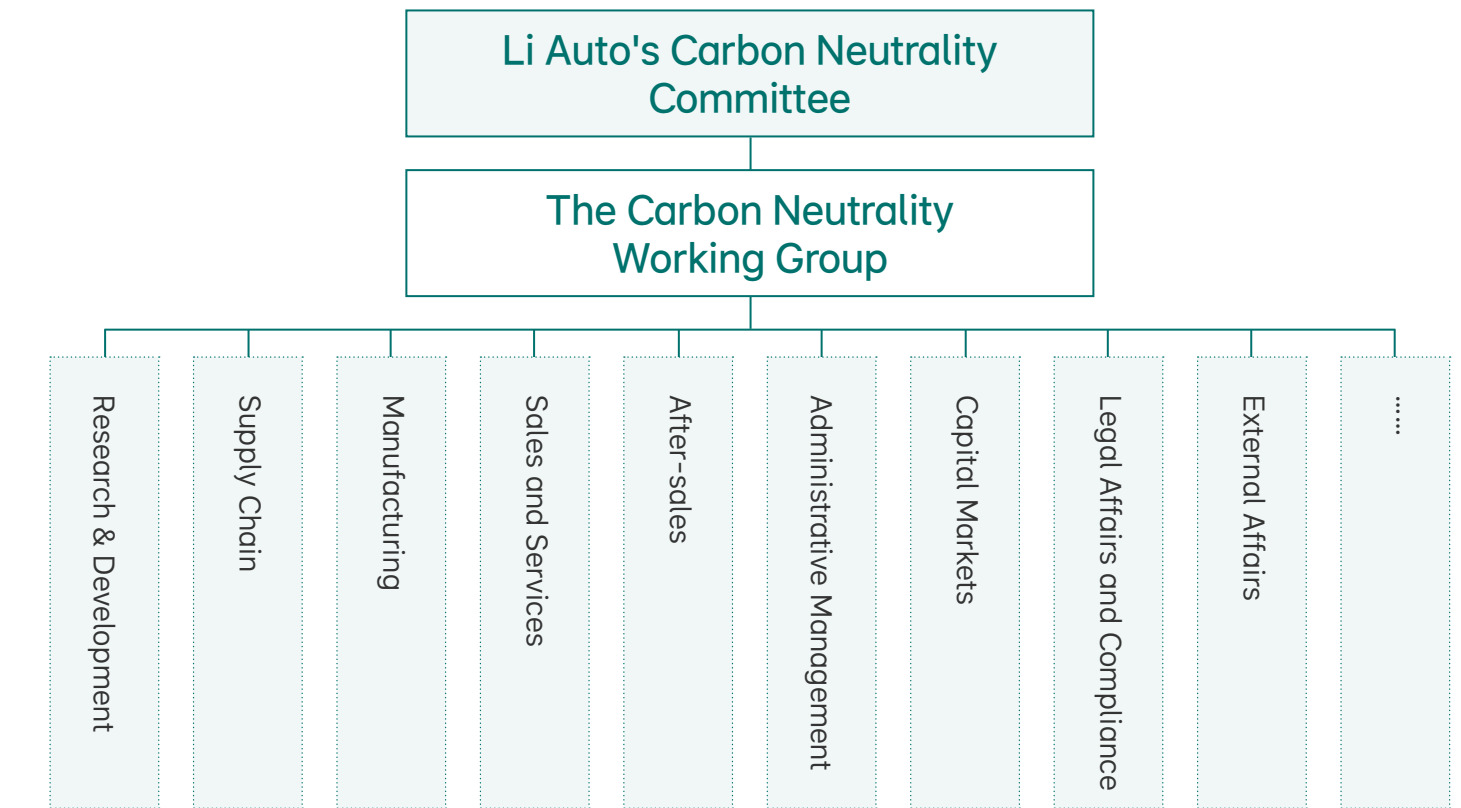 Li Auto's Carbon Neutrality
Committee
The Carbon Neutrality
Working Group
Research & Development
Supply Chain
Manufacturing
Sales and Services
After-sales
Administrative Management
Capital Markets
Legal Affairs and Compliance
External Affairs
......